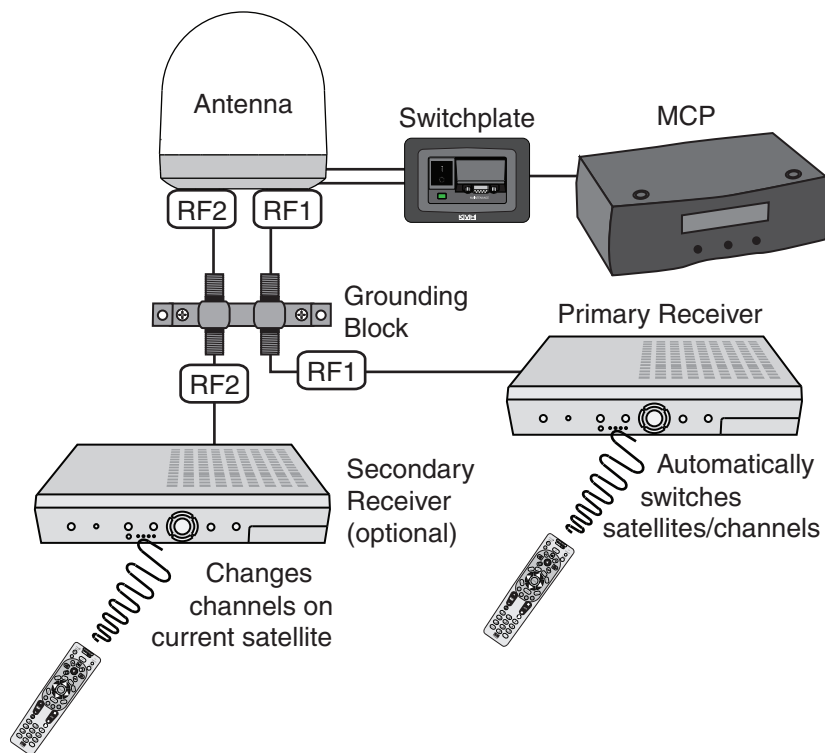 Antenna
Switchplate
MCP
RF2
RF1
Grounding
Block
Primary Receiver
RF2
RF1
Secondary
Receiver
(optional)
Automatically
switches
satellites/channels
Changes
channels on
current satellite